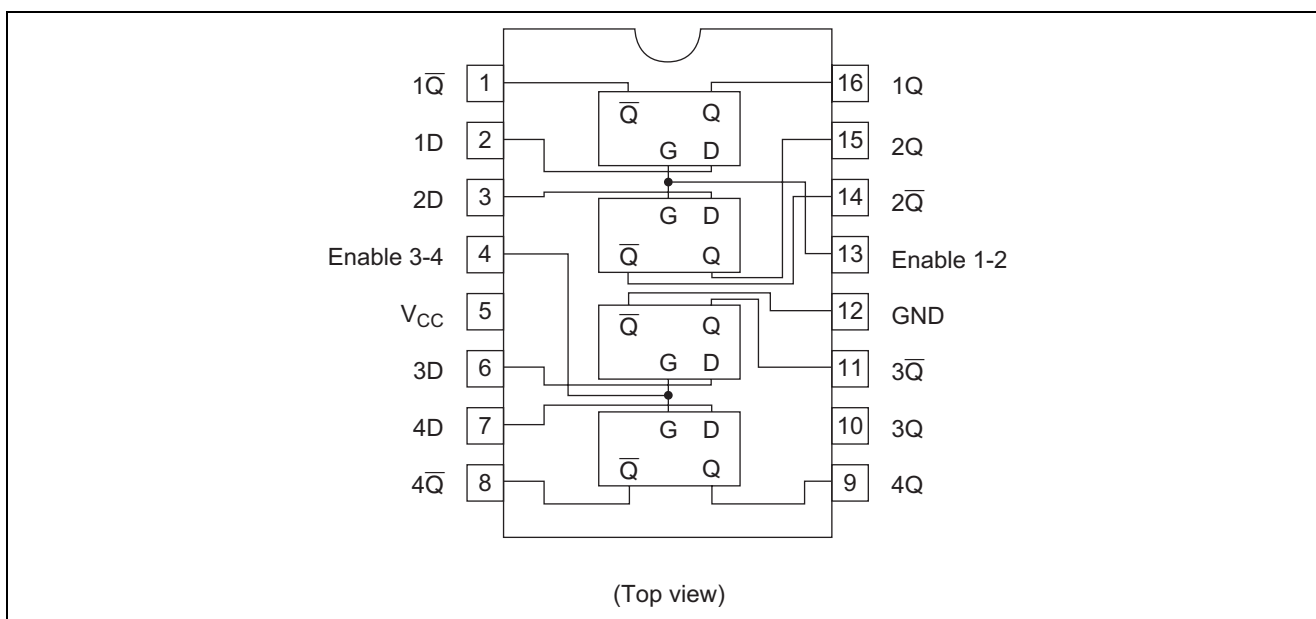 1Q̅ 1 16 1Q
Q̅ Q
1D 2 15 2Q
G D
2D 3 14 2Q̅
G D
Enable 3-4 4 13 Enable 1-2
Q̅ Q
VCC 5 12 GND
Q̅ Q
3D 6 11 3Q̅
G D
4D 7 10 3Q
G D
Q̅ Q
4Q̅ 8 9 4Q
(Top view)